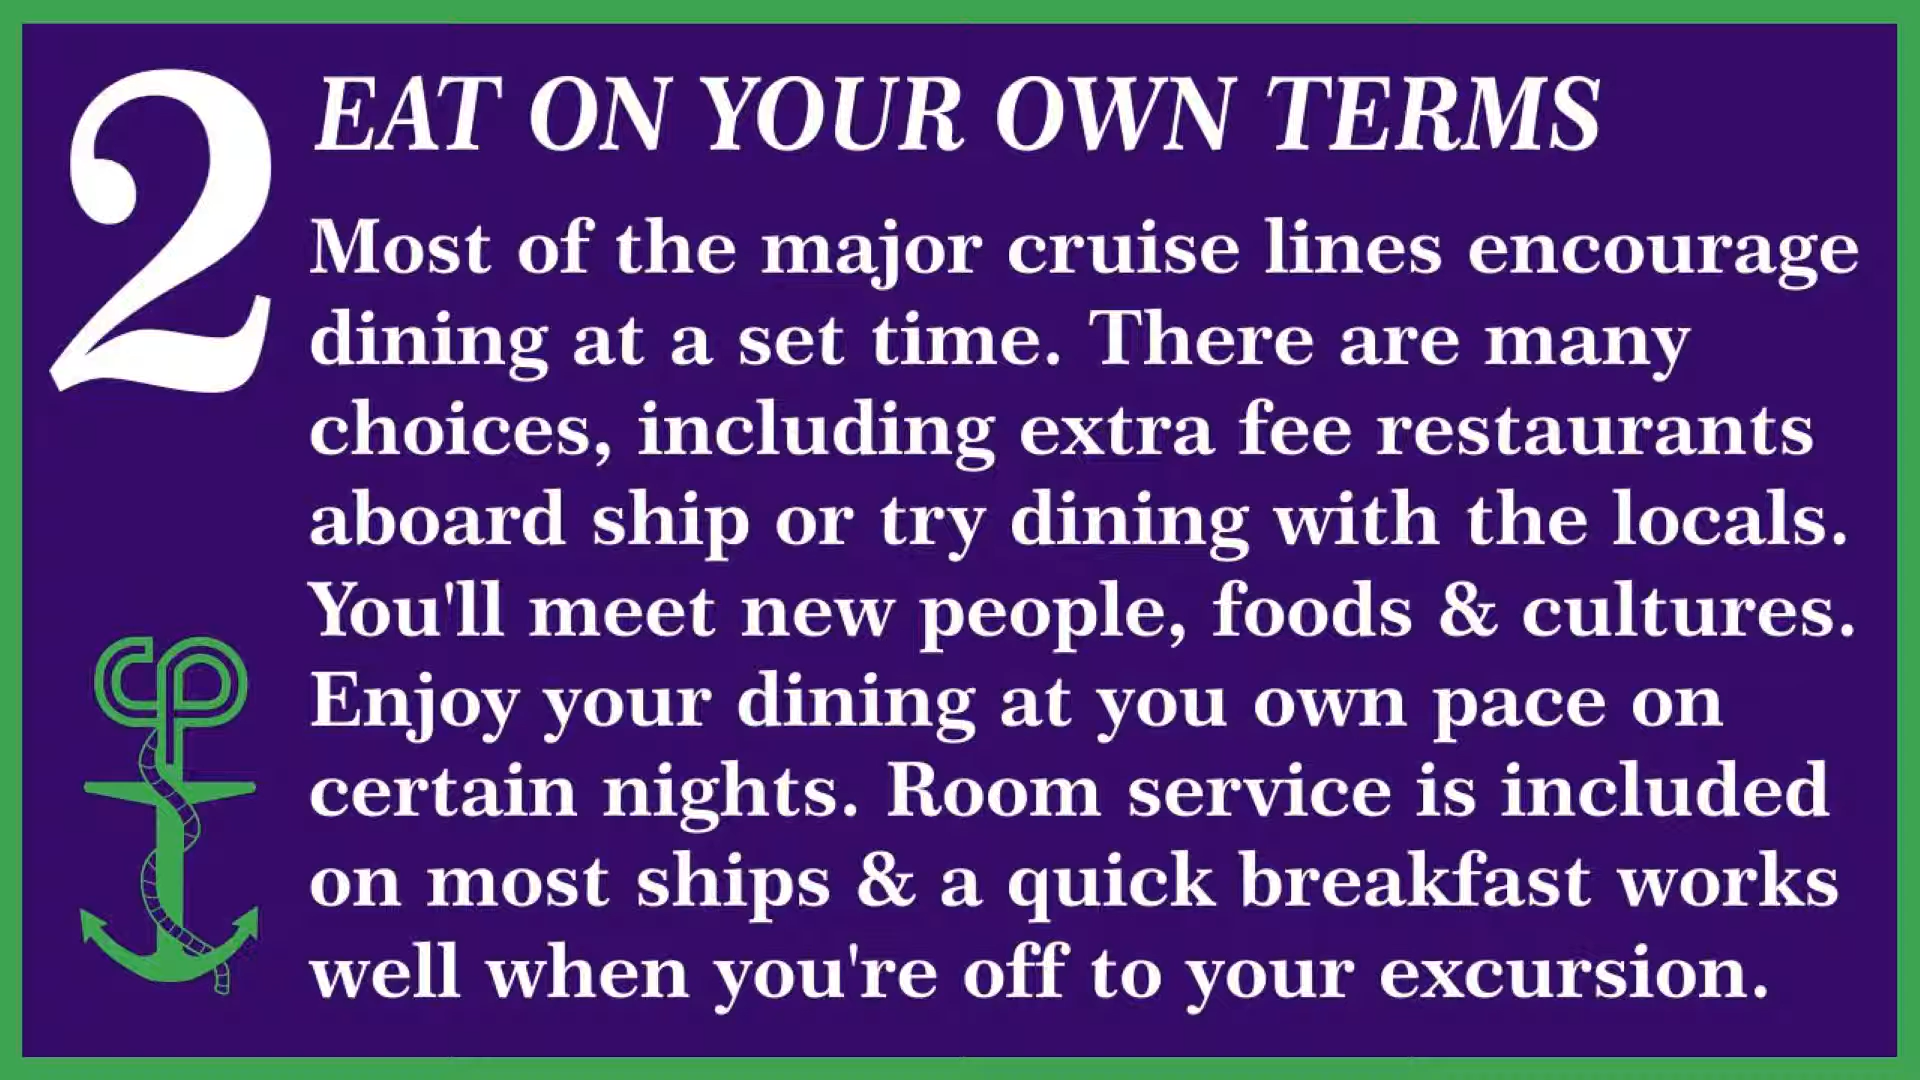 2
EAT ON YOUR OWN TERMS
Most of the major cruise lines encourage
dining at a set time. There are many
choices, including extra fee restaurants
aboard ship or try dining with the locals.
You'll meet new people, foods & cultures.
Enjoy your dining at you own pace on
certain nights. Room service is included
on most ships & a quick breakfast works
well when you're off to your excursion.
CP